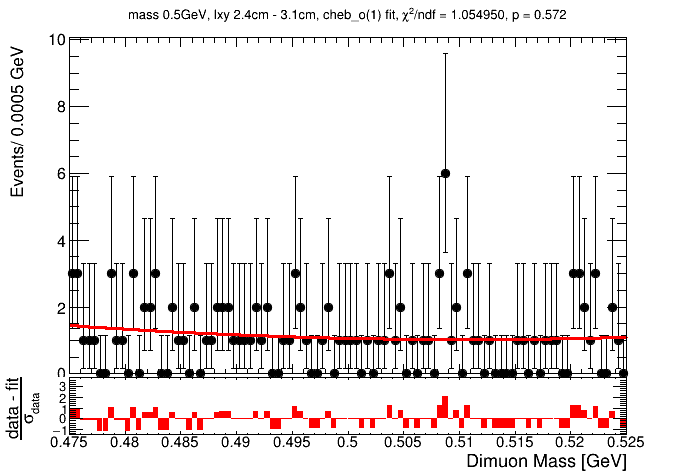 mass 0.5GeV, lxy 2.4cm - 3.1cm, cheb_o(1) fit, χ²/ndf = 1.054950, p = 0.572
Events/ 0.0005 GeV
10
8
6
4
2
0
data - fit
σdata
3
2
1
0
−1
0.475 0.48 0.485 0.49 0.495 0.5 0.505 0.51 0.515 0.52 0.525
Dimuon Mass [GeV]